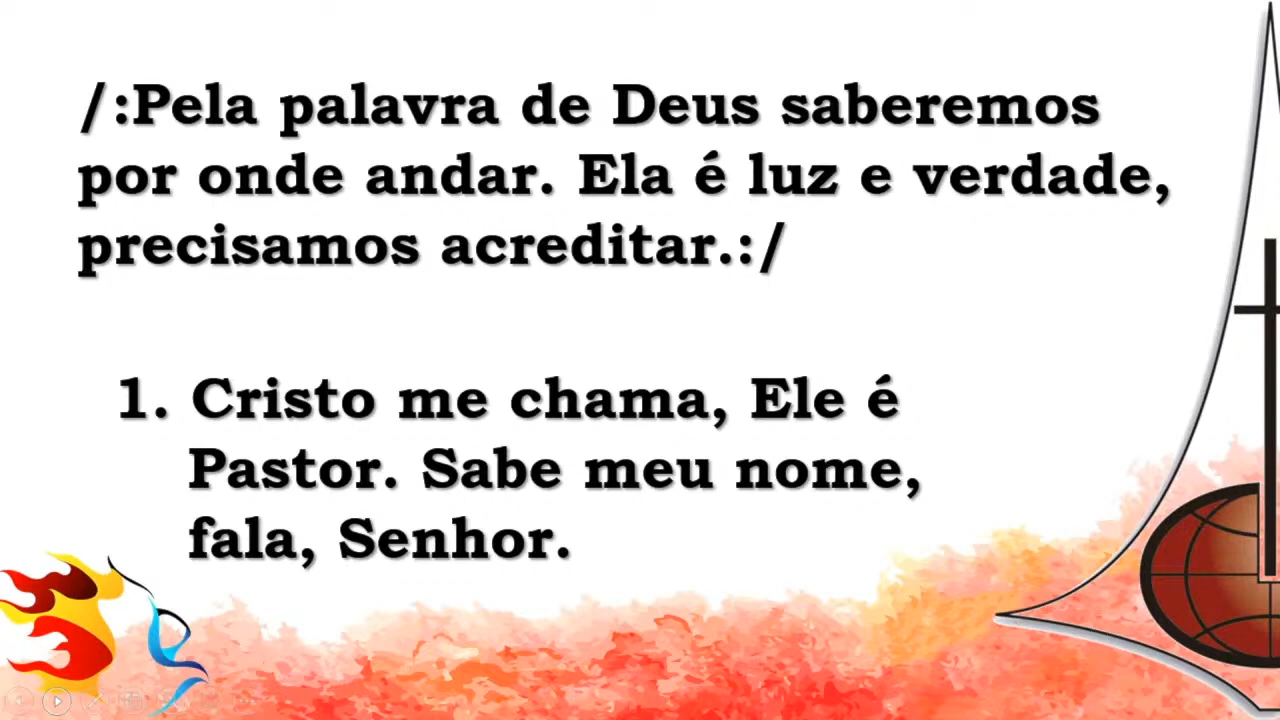 /:Pela palavra de Deus saberemos
por onde andar. Ela é luz e verdade,
precisamos acreditar.:/
1. Cristo me chama, Ele é
Pastor. Sabe meu nome,
fala, Senhor.